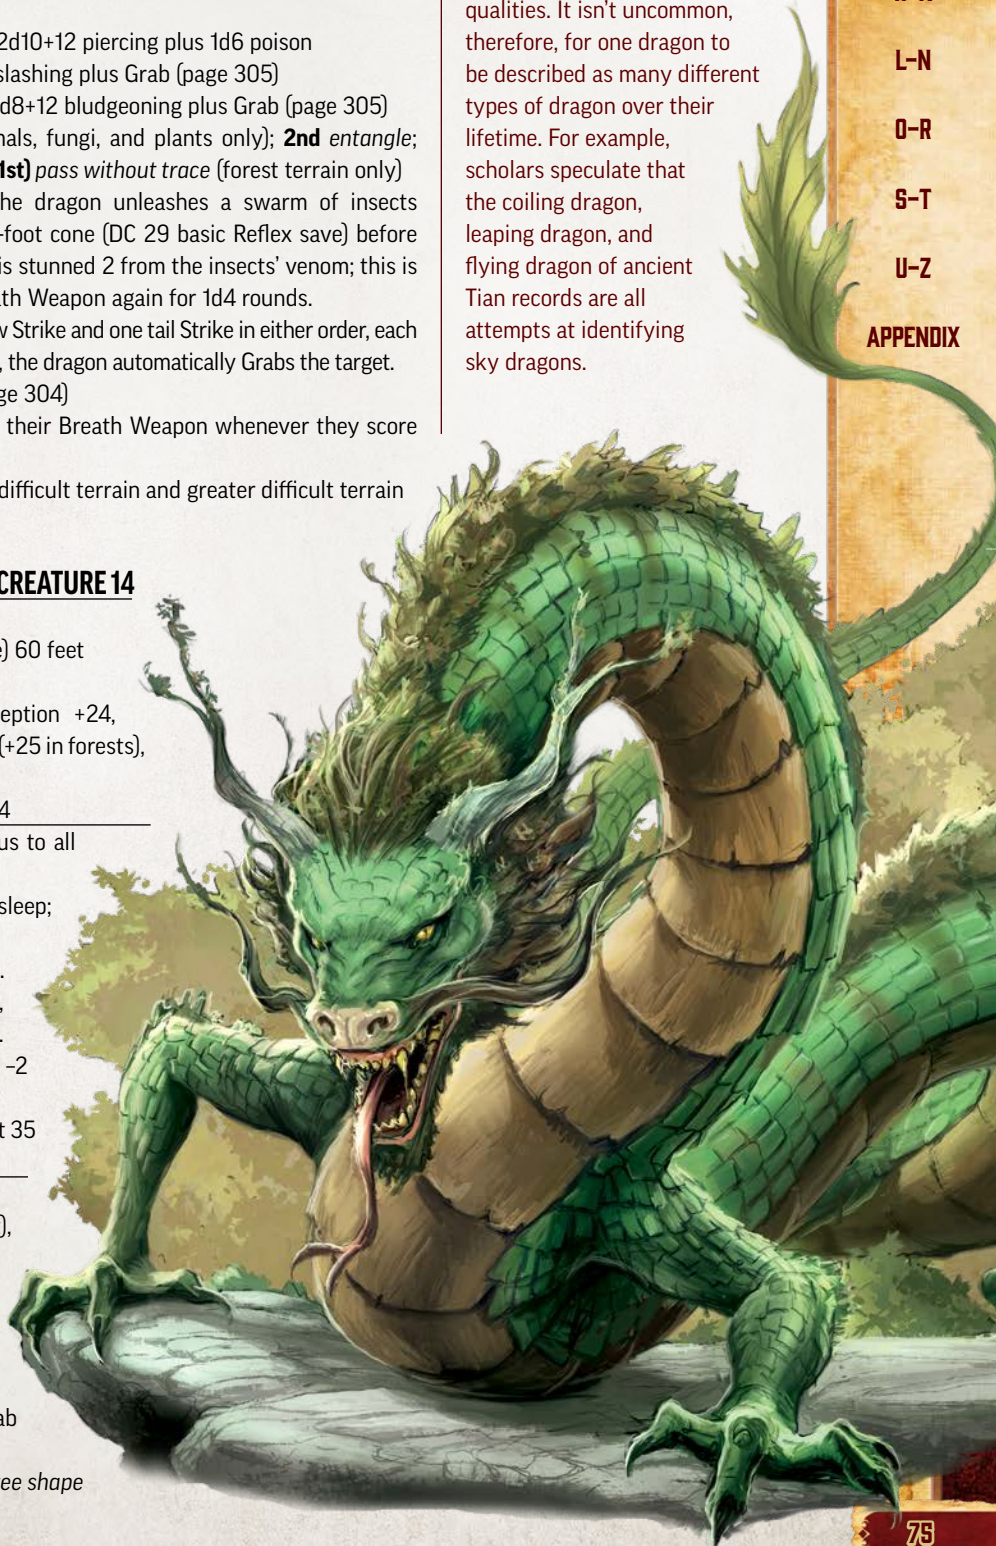 2d10+12 piercing plus 1d6 poison
slashing plus Grab (page 305)
d8+12 bludgeoning plus Grab (page 305)
nals, fungi, and plants only); 2nd entangle;
1st) pass without trace (forest terrain only)
he dragon unleashes a swarm of insects
-foot cone (DC 29 basic Reflex save) before
is stunned 2 from the insects’ venom; this is
ath Weapon again for 1d4 rounds.
w Strike and one tail Strike in either order, each
, the dragon automatically Grabs the target.
ge 304)
their Breath Weapon whenever they score
difficult terrain and greater difficult terrain
CREATURE 14
e) 60 feet
eption +24,
(+25 in forests),
4
us to all
sleep;
.
,
.
–2
t 35
),
ab
ee shape
qualities. It isn’t uncommon,
therefore, for one dragon to
be described as many different
types of dragon over their
lifetime. For example,
scholars speculate that
the coiling dragon,
leaping dragon, and
flying dragon of ancient
Tian records are all
attempts at identifying
sky dragons.
L–N
O–R
S–T
U–Z
APPENDIX
75